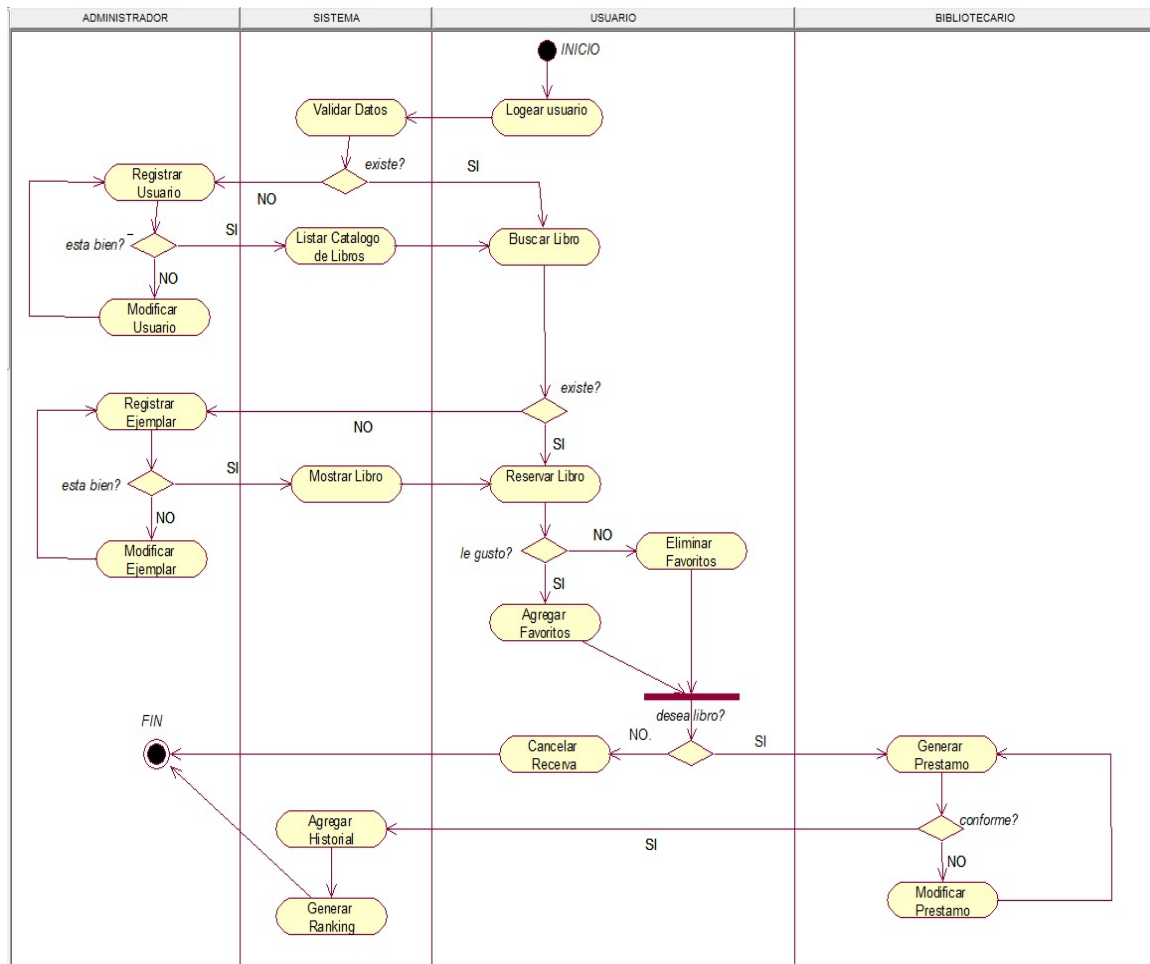 ADMINISTRADOR
SISTEMA
USUARIO
BIBLIOTECARIO
INICIO
Validar Datos
Logear usuario
existe?
SI
Registrar
Usuario
NO
esta bien?
SI
Listar Catalogo
de Libros
Buscar Libro
NO
Modificar
Usuario
existe?
Registrar
Ejemplar
NO
SI
esta bien?
SI
Mostrar Libro
Reservar Libro
NO
le gusto?
NO
Eliminar
Favoritos
Modificar
Ejemplar
SI
Agregar
Favoritos
desea libro?
FIN
NO.
SI
Cancelar
Recerva
Generar
Prestamo
Agregar
Historial
conforme?
SI
NO
Generar
Ranking
Modificar
Prestamo